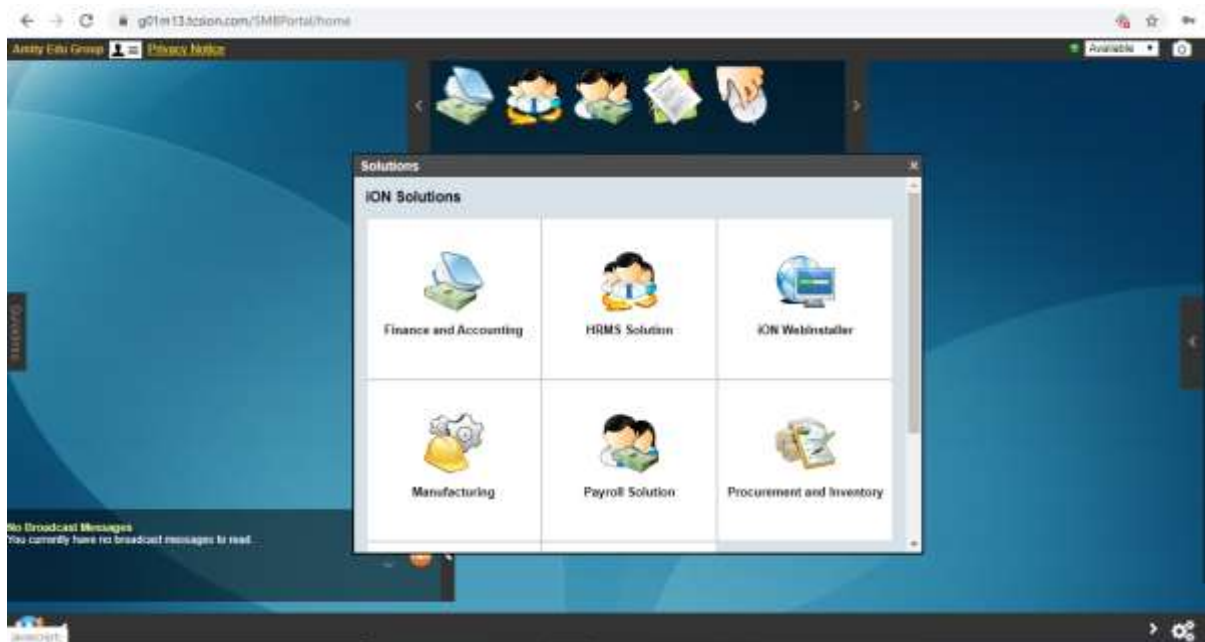 g01m13.tcsion.com/SMBPortal/home
Amity Edu Group Privacy Notice
Available
Solutions
iON Solutions
Finance and Accounting
HRMS Solution
iON WebInstaller
Manufacturing
Payroll Solution
Procurement and Inventory
No Broadcast Messages
You currently have no broadcast messages to read